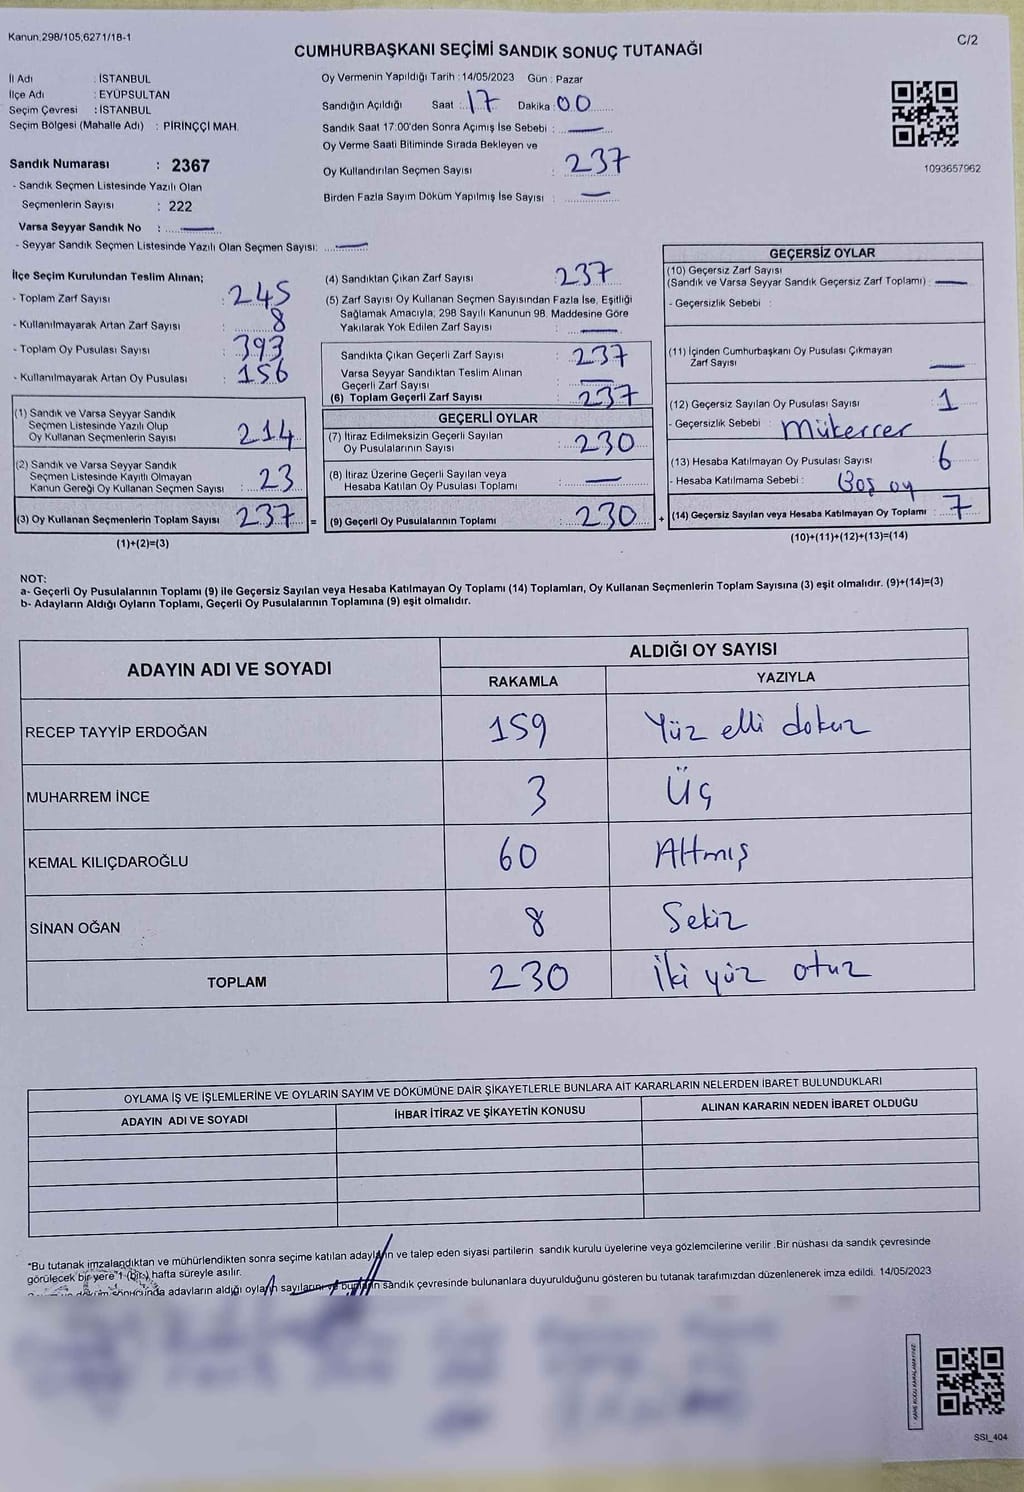 Kanun;298/105,6271/18-1
C/2
CUMHURBAŞKANI SEÇİMİ SANDIK SONUÇ TUTANAĞI
İl Adı : İSTANBUL
İlçe Adı : EYÜPSULTAN
Seçim Çevresi : İSTANBUL
Seçim Bölgesi (Mahalle Adı) : PİRİNÇÇİ MAH.
Sandık Numarası : 2367
- Sandık Seçmen Listesinde Yazılı Olan
Seçmenlerin Sayısı : 222
Varsa Seyyar Sandık No : —
- Seyyar Sandık Seçmen Listesinde Yazılı Olan Seçmen Sayısı: —
Oy Vermenin Yapıldığı Tarih : 14/05/2023 Gün : Pazar
Sandığın Açıldığı Saat : 17 Dakika : 00
Sandık Saat 17:00'den Sonra Açımış İse Sebebi : —
Oy Verme Saati Bitiminde Sırada Bekleyen ve
Oy Kullandırılan Seçmen Sayısı : 237
Birden Fazla Sayım Döküm Yapılmış İse Sayısı : —
1093657962
İlçe Seçim Kurulundan Teslim Alınan;
- Toplam Zarf Sayısı : 245
- Kullanılmayarak Artan Zarf Sayısı : 8
- Toplam Oy Pusulası Sayısı : 393
- Kullanılmayarak Artan Oy Pusulası : 156
(1) Sandık ve Varsa Seyyar Sandık
Seçmen Listesinde Yazılı Olup
Oy Kullanan Seçmenlerin Sayısı : 214
(2) Sandık ve Varsa Seyyar Sandık
Seçmen Listesinde Kayıtlı Olmayan
Kanun Gereği Oy Kullanan Seçmen Sayısı : 23
(3) Oy Kullanan Seçmenlerin Toplam Sayısı 237 =
(1)+(2)=(3)
(4) Sandıktan Çıkan Zarf Sayısı : 237
(5) Zarf Sayısı Oy Kullanan Seçmen Sayısından Fazla İse, Eşitliği
Sağlamak Amacıyla; 298 Sayılı Kanunun 98. Maddesine Göre
Yakılarak Yok Edilen Zarf Sayısı : —
Sandıkta Çıkan Geçerli Zarf Sayısı : 237
Varsa Seyyar Sandıktan Teslim Alınan
Geçerli Zarf Sayısı : —
(6) Toplam Geçerli Zarf Sayısı : 237
GEÇERLİ OYLAR
(7) İtiraz Edilmeksizin Geçerli Sayılan
Oy Pusulalarının Sayısı : 230
(8) İtiraz Üzerine Geçerli Sayılan veya
Hesaba Katılan Oy Pusulası Toplamı : —
(9) Geçerli Oy Pusulalarının Toplamı : 230 +
GEÇERSİZ OYLAR
(10) Geçersiz Zarf Sayısı
(Sandık ve Varsa Seyyar Sandık Geçersiz Zarf Toplamı) : —
- Geçersizlik Sebebi :
(11) İçinden Cumhurbaşkanı Oy Pusulası Çıkmayan
Zarf Sayısı —
(12) Geçersiz Sayılan Oy Pusulası Sayısı : 1
- Geçersizlik Sebebi : Mükerrer
(13) Hesaba Katılmayan Oy Pusulası Sayısı : 6
- Hesaba Katılmama Sebebi : Boş oy
(14) Geçersiz Sayılan veya Hesaba Katılmayan Oy Toplamı : 7
(10)+(11)+(12)+(13)=(14)
NOT:
a- Geçerli Oy Pusulalarının Toplamı (9) ile Geçersiz Sayılan veya Hesaba Katılmayan Oy Toplamı (14) Toplamları, Oy Kullanan Seçmenlerin Toplam Sayısına (3) eşit olmalıdır. (9)+(14)=(3)
b- Adayların Aldığı Oyların Toplamı, Geçerli Oy Pusulalarının Toplamına (9) eşit olmalıdır.
ADAYIN ADI VE SOYADI
ALDIĞI OY SAYISI
RAKAMLA YAZIYLA
RECEP TAYYİP ERDOĞAN 159 Yüz elli dokuz
MUHARREM İNCE 3 Üç
KEMAL KILIÇDAROĞLU 60 Altmış
SİNAN OĞAN 8 Sekiz
TOPLAM 230 İki yüz otuz
OYLAMA İŞ VE İŞLEMLERİNE VE OYLARIN SAYIM VE DÖKÜMÜNE DAİR ŞİKAYETLERLE BUNLARA AİT KARARLARIN NELERDEN İBARET BULUNDUKLARI
ADAYIN ADI VE SOYADI İHBAR İTİRAZ VE ŞİKAYETİN KONUSU ALINAN KARARIN NEDEN İBARET OLDUĞU
"Bu tutanak imzalandıktan ve mühürlendikten sonra seçime katılan adayların ve talep eden siyasi partilerin sandık kurulu üyelerine veya gözlemcilerine verilir .Bir nüshası da sandık çevresinde
görülecek bir yere 1 (bir) hafta süreyle asılır.
sonucunda adayların aldığı oyların sayılarını ve bunların sandık çevresinde bulunanlara duyurulduğunu gösteren bu tutanak tarafımızdan düzenlenerek imza edildi. 14/05/2023
SSI_404